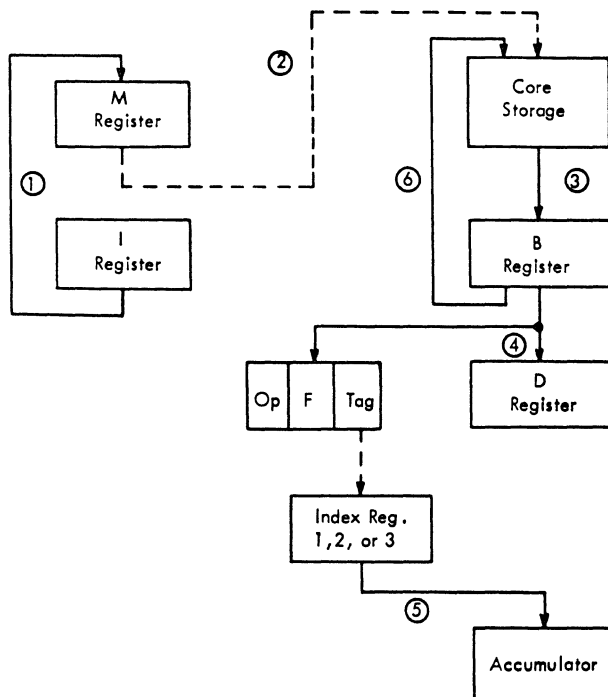 ②
Core
Storage
M
Register
①
⑥
③
I
Register
B
Register
④
Op F Tag
D
Register
Index Reg.
1,2, or 3
⑤
Accumulator